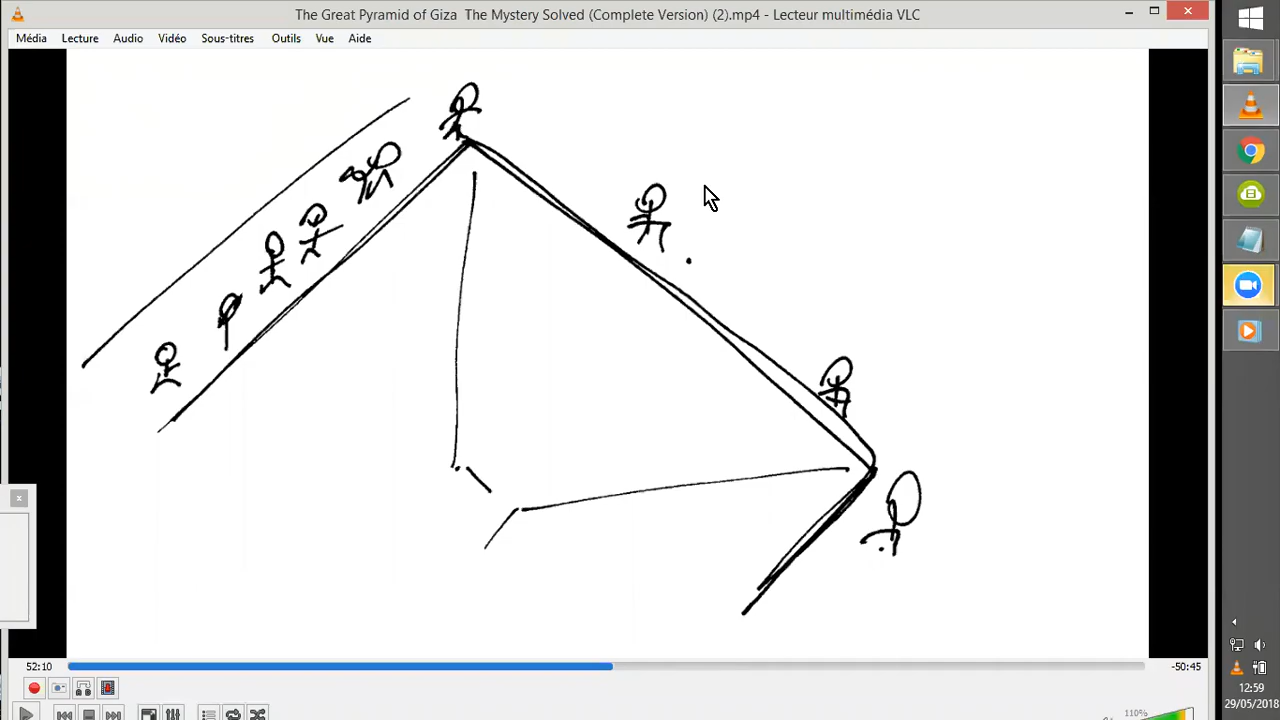 The Great Pyramid of Giza The Mystery Solved (Complete Version) (2).mp4 - Lecteur multimédia VLC
Média Lecture Audio Vidéo Sous-titres Outils Vue Aide
52:10
-50:45
110%
12:59
29/05/2018